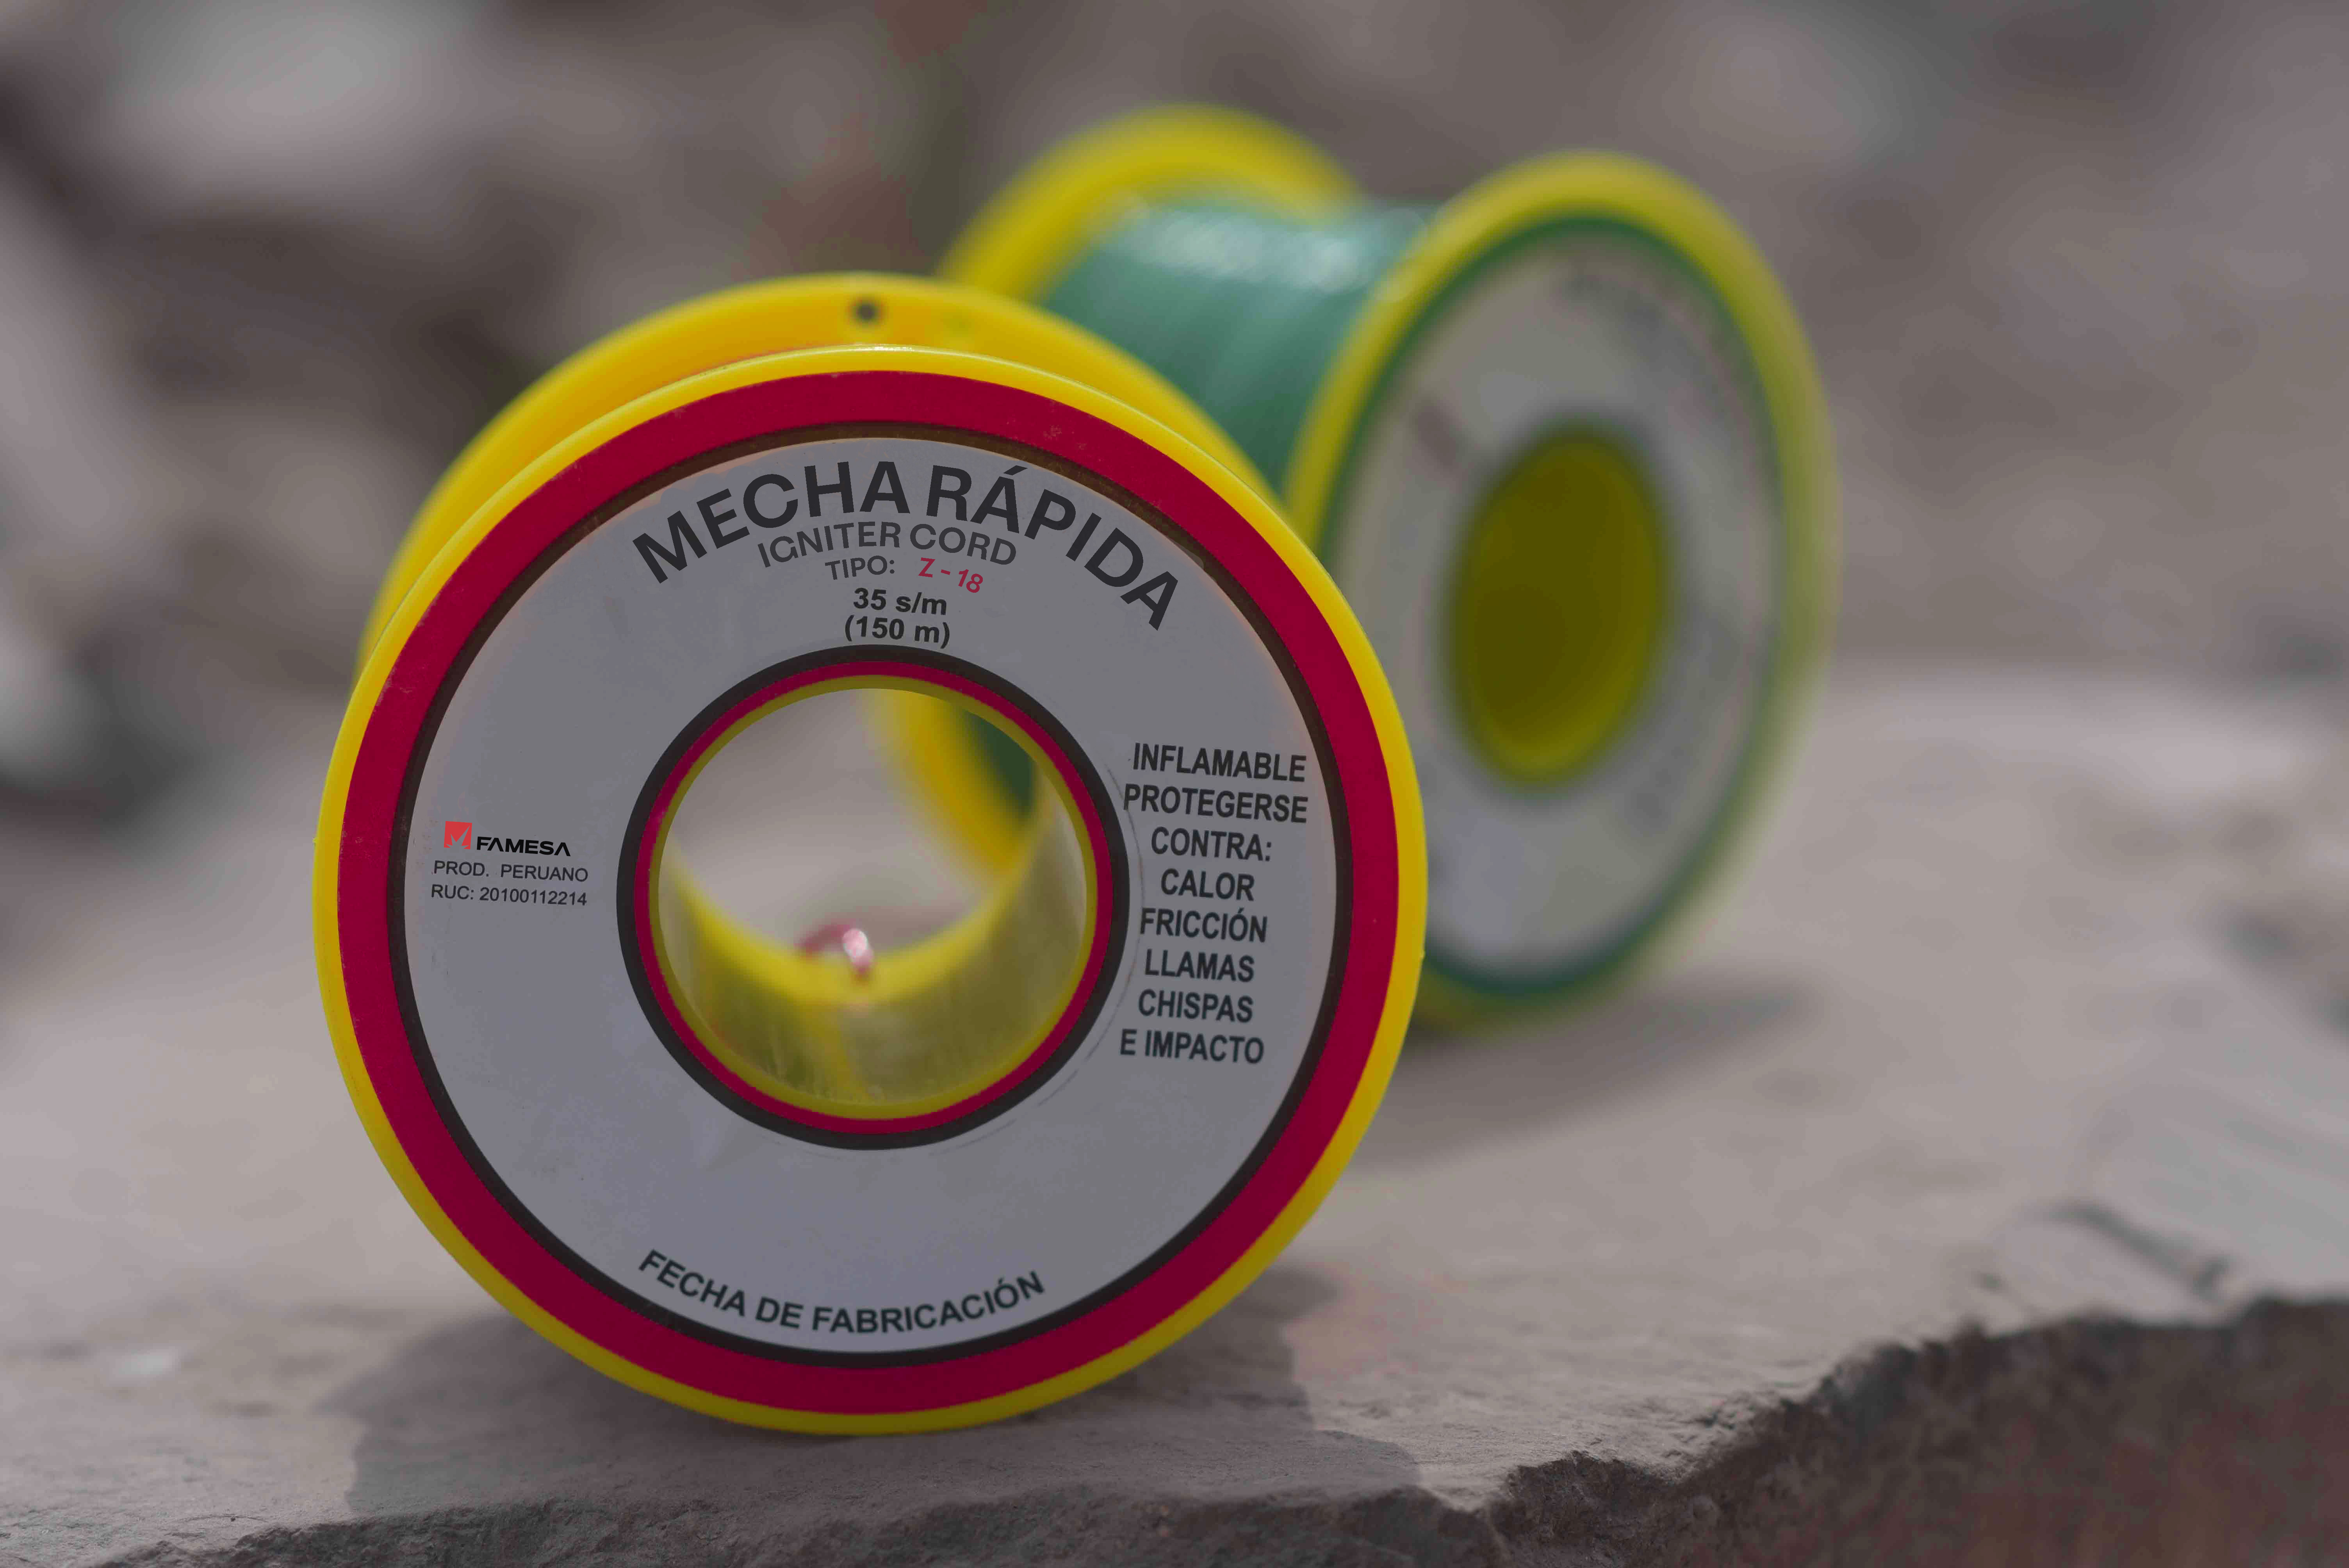 MECHA RÁPIDA
IGNITER CORD
TIPO: Z - 18
35 s/m
(150 m)
INFLAMABLE
PROTEGERSE
CONTRA:
CALOR
FRICCIÓN
LLAMAS
CHISPAS
E IMPACTO
FAMESA
PROD. PERUANO
RUC: 20100112214
FECHA DE FABRICACIÓN